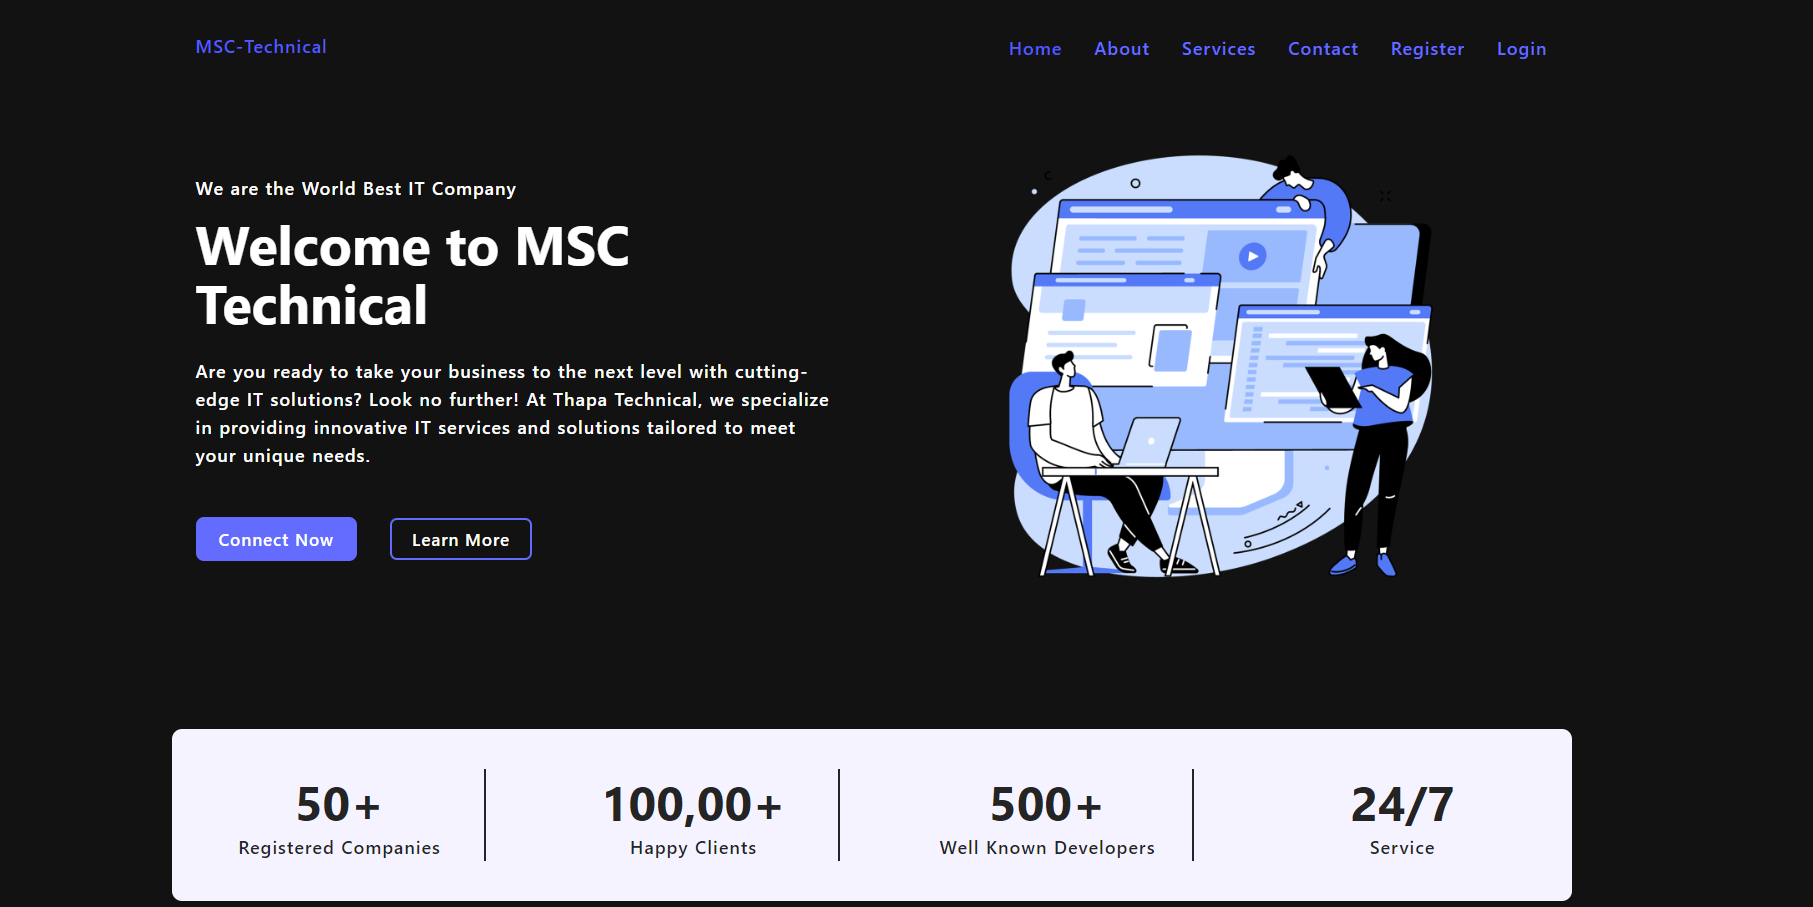 MSC-Technical
Home About Services Contact Register Login
We are the World Best IT Company
Welcome to MSC
Technical
Are you ready to take your business to the next level with cutting-
edge IT solutions? Look no further! At Thapa Technical, we specialize
in providing innovative IT services and solutions tailored to meet
your unique needs.
Connect Now Learn More
50+
Registered Companies
100,00+
Happy Clients
500+
Well Known Developers
24/7
Service